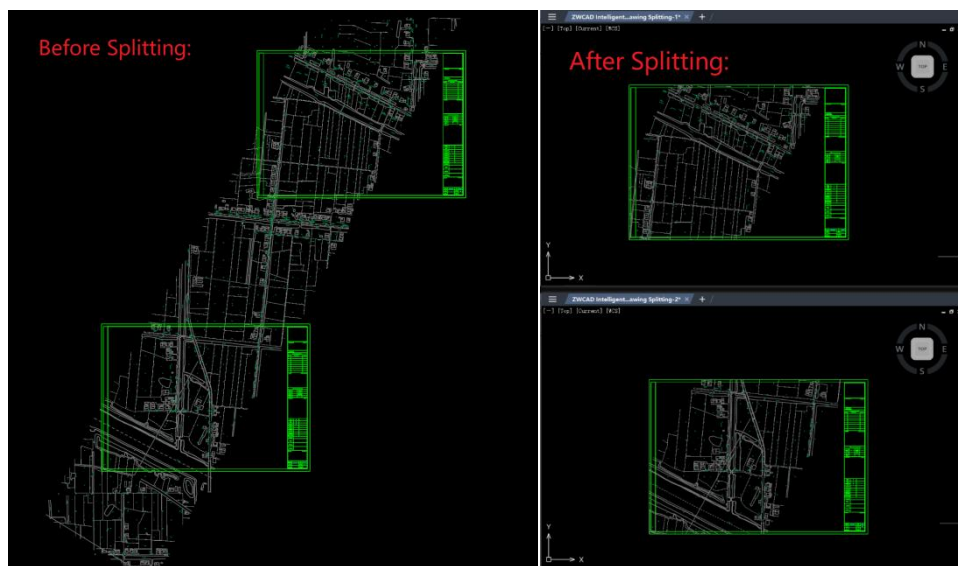 Before Splitting:
ZWCAD Intelligent...awing Splitting-1*
[-] [Top] [Current] [WCS]
After Splitting:
N
W
TOP
E
S
Y
X
ZWCAD Intelligent...awing Splitting-2*
[-] [Top] [Current] [WCS]
N
W
TOP
E
S
Y
X